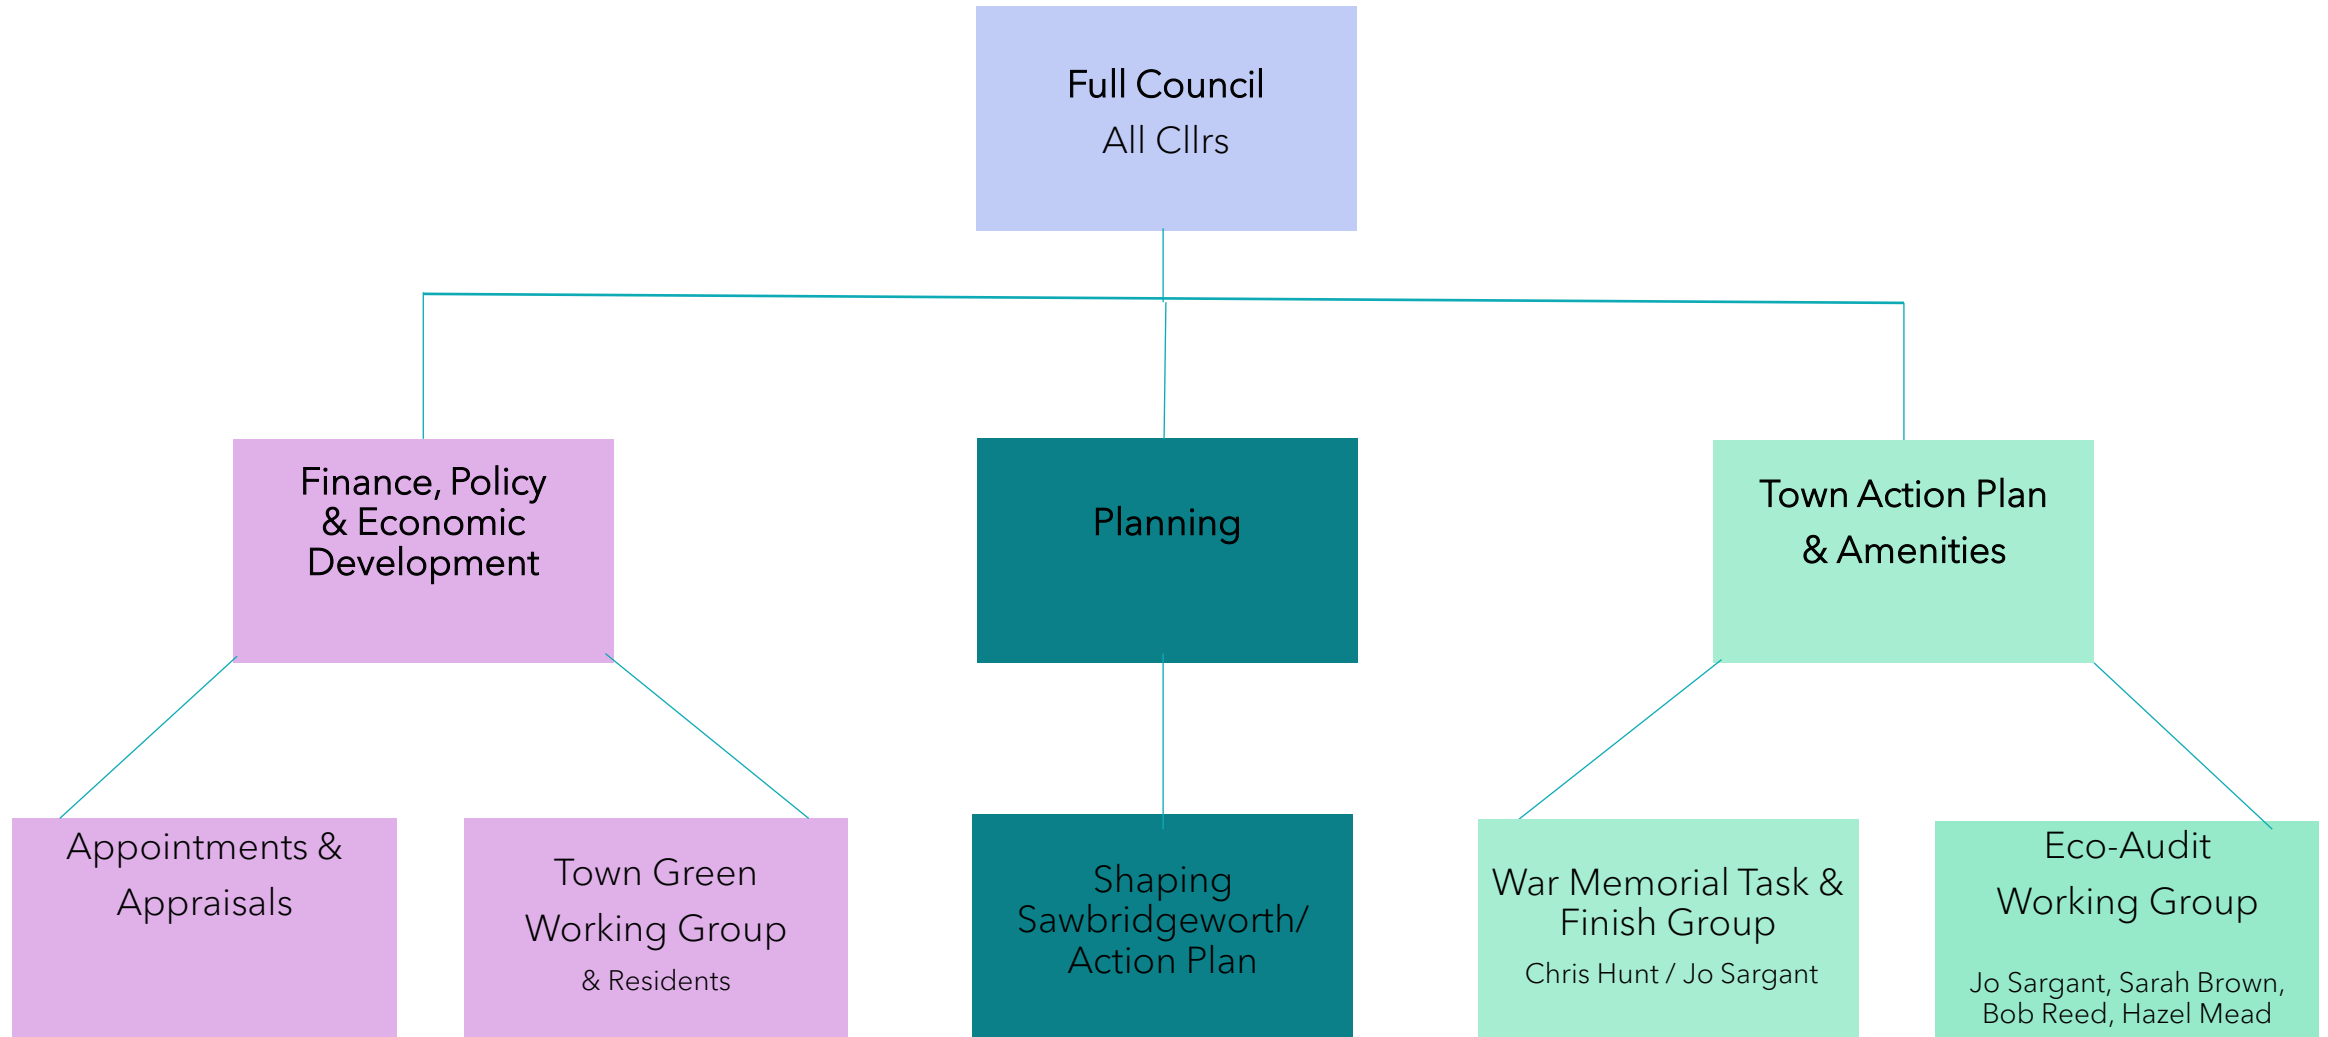 Full Council
All Cllrs
Finance, Policy
& Economic
Development
Planning
Town Action Plan
& Amenities
Appointments &
Appraisals
Town Green
Working Group
& Residents
Shaping
Sawbridgeworth/
Action Plan
War Memorial Task &
Finish Group
Chris Hunt / Jo Sargant
Eco-Audit
Working Group
Jo Sargant, Sarah Brown,
Bob Reed, Hazel Mead